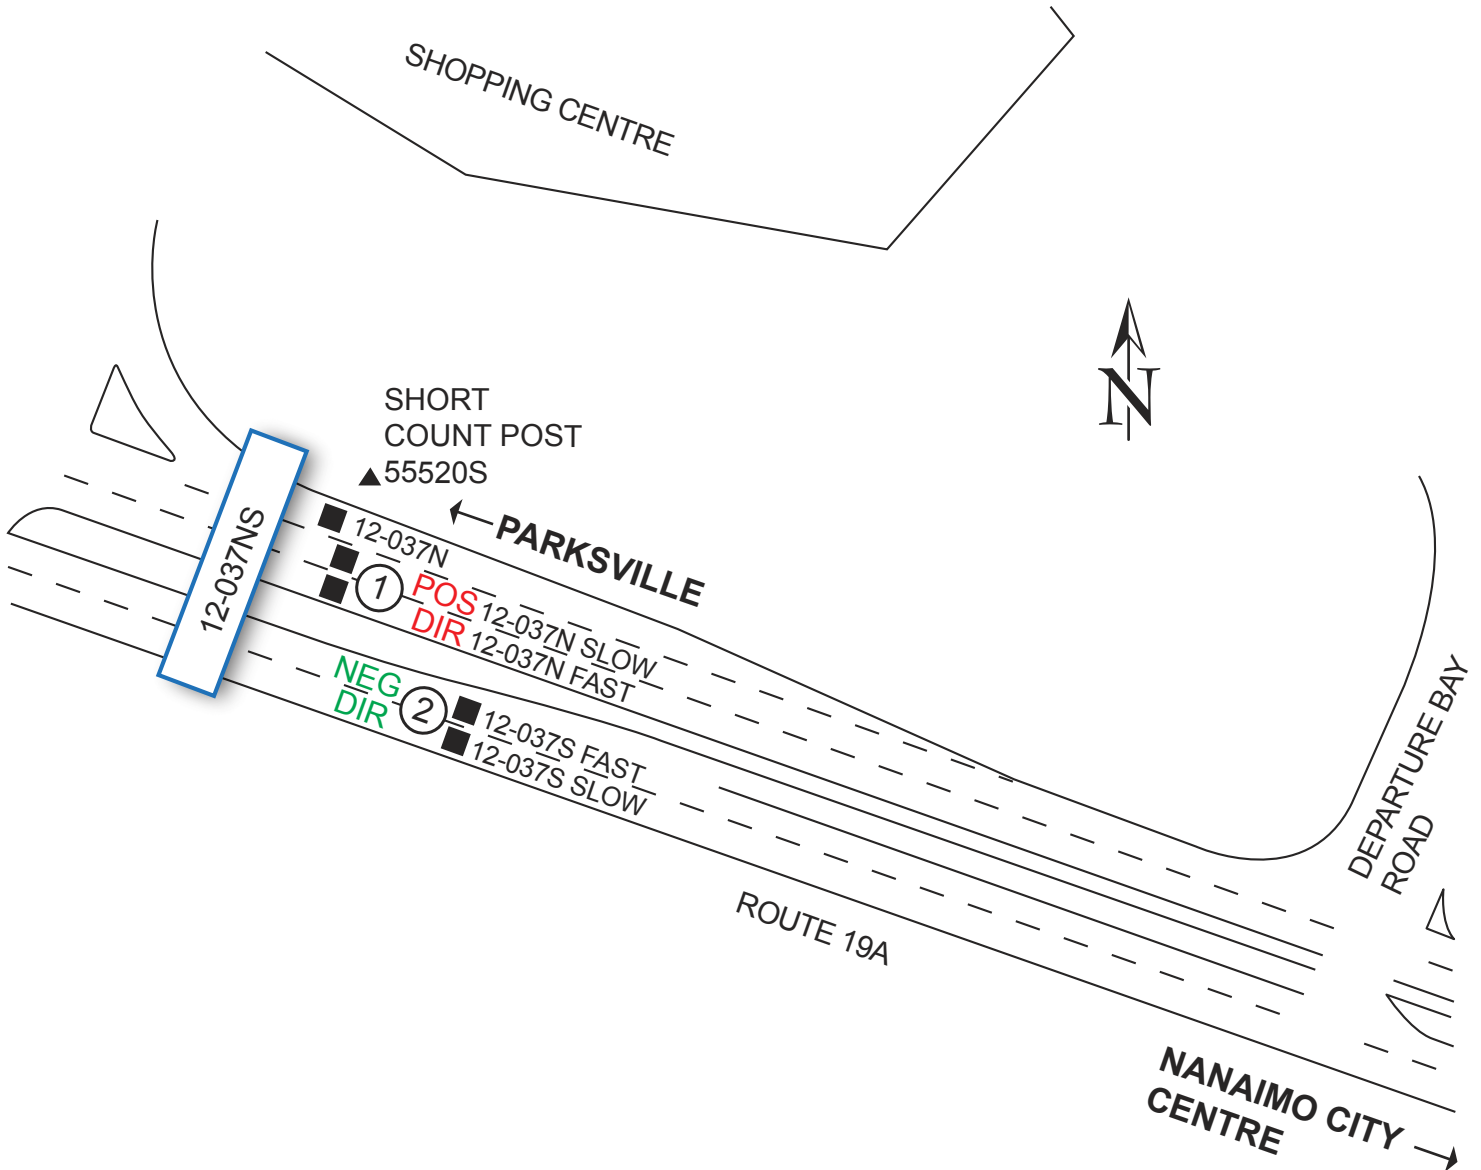 SHOPPING CENTRE
N
SHORT
COUNT POST
55520S
PARKSVILLE
12-037NS
12-037N
1
POS
DIR
12-037N SLOW
12-037N FAST
NEG
DIR
2
12-037S FAST
12-037S SLOW
DEPARTURE BAY
ROAD
ROUTE 19A
NANAIMO CITY
CENTRE